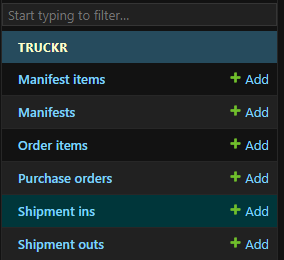 Start typing to filter...
TRUCKR
Manifest items Add
Manifests Add
Order items Add
Purchase orders Add
Shipment ins Add
Shipment outs Add